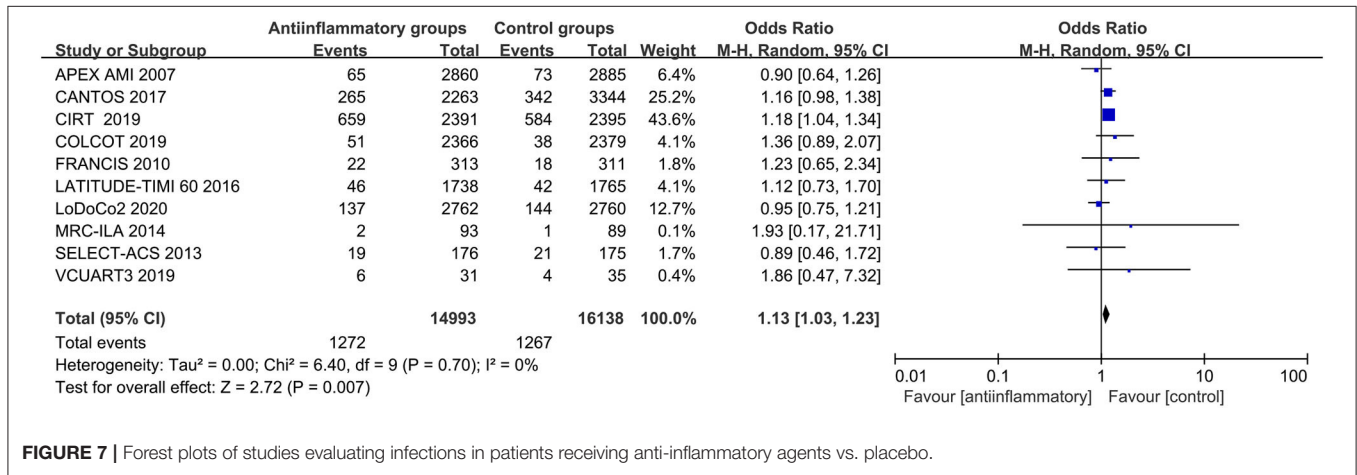 Antiinflammatory groups Control groups Odds Ratio Odds Ratio
Study or Subgroup Events Total Events Total Weight M-H, Random, 95% CI M-H, Random, 95% CI
APEX AMI 2007 65 2860 73 2885 6.4% 0.90 [0.64, 1.26]
CANTOS 2017 265 2263 342 3344 25.2% 1.16 [0.98, 1.38]
CIRT 2019 659 2391 584 2395 43.6% 1.18 [1.04, 1.34]
COLCOT 2019 51 2366 38 2379 4.1% 1.36 [0.89, 2.07]
FRANCIS 2010 22 313 18 311 1.8% 1.23 [0.65, 2.34]
LATITUDE-TIMI 60 2016 46 1738 42 1765 4.1% 1.12 [0.73, 1.70]
LoDoCo2 2020 137 2762 144 2760 12.7% 0.95 [0.75, 1.21]
MRC-ILA 2014 2 93 1 89 0.1% 1.93 [0.17, 21.71]
SELECT-ACS 2013 19 176 21 175 1.7% 0.89 [0.46, 1.72]
VCUART3 2019 6 31 4 35 0.4% 1.86 [0.47, 7.32]
Total (95% CI) 14993 16138 100.0% 1.13 [1.03, 1.23]
Total events 1272 1267
Heterogeneity: Tau² = 0.00; Chi² = 6.40, df = 9 (P = 0.70); I² = 0%
Test for overall effect: Z = 2.72 (P = 0.007)
0.01 0.1 1 10 100
Favour [antiinflammatory] Favour [control]
FIGURE 7 | Forest plots of studies evaluating infections in patients receiving anti-inflammatory agents vs. placebo.